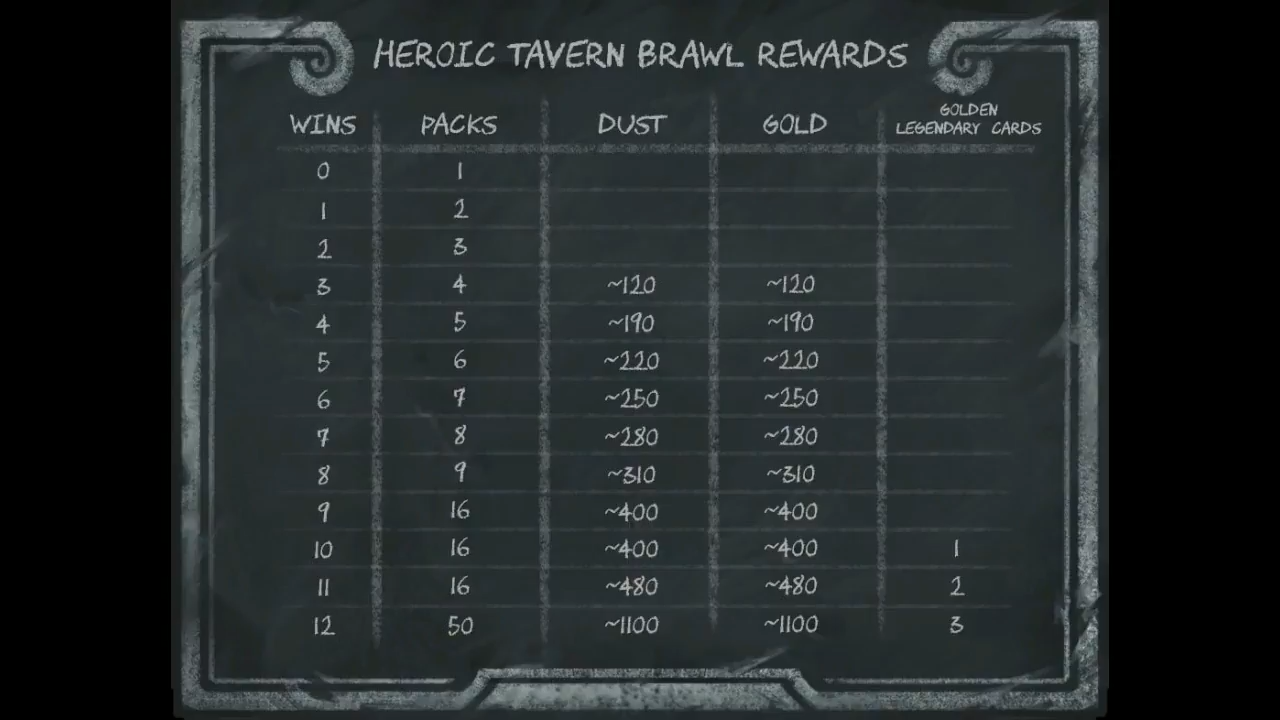 HEROIC TAVERN BRAWL REWARDS
WINS PACKS DUST GOLD GOLDEN LEGENDARY CARDS
0 1
1 2
2 3
3 4 ~120 ~120
4 5 ~190 ~190
5 6 ~220 ~220
6 7 ~250 ~250
7 8 ~280 ~280
8 9 ~310 ~310
9 16 ~400 ~400
10 16 ~400 ~400 1
11 16 ~480 ~480 2
12 50 ~1100 ~1100 3